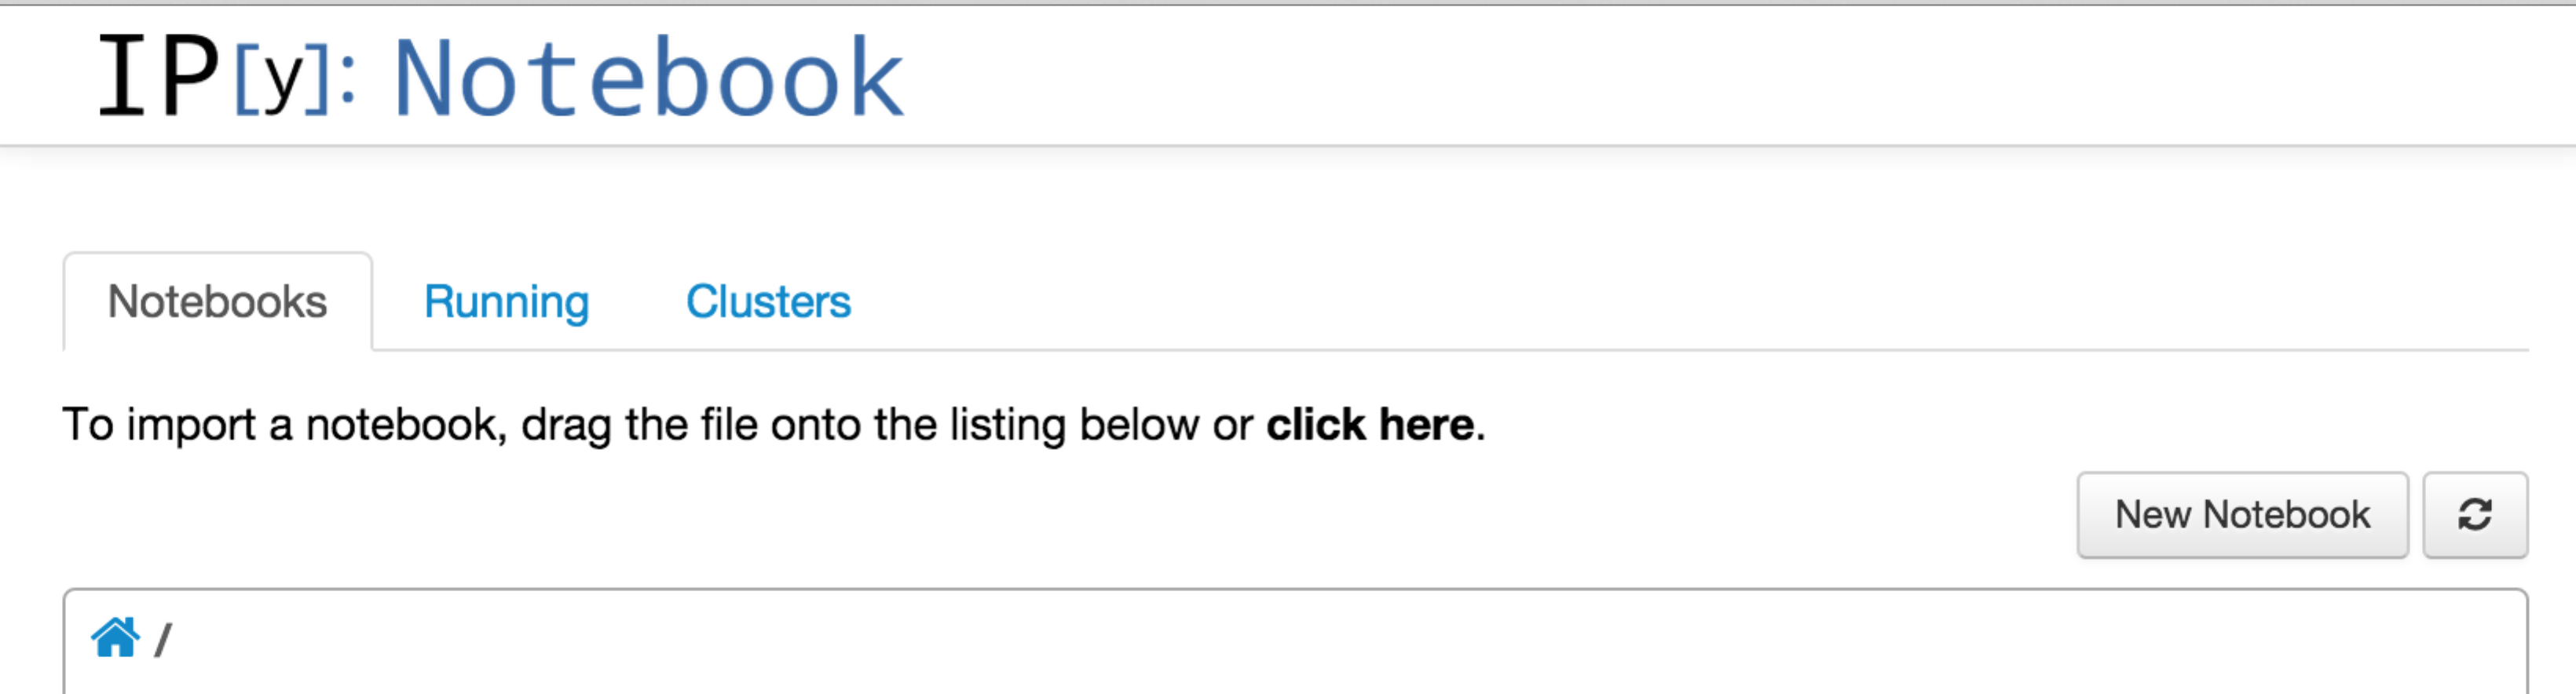 IP[y]: Notebook
Notebooks Running Clusters
To import a notebook, drag the file onto the listing below or click here.
New Notebook
/